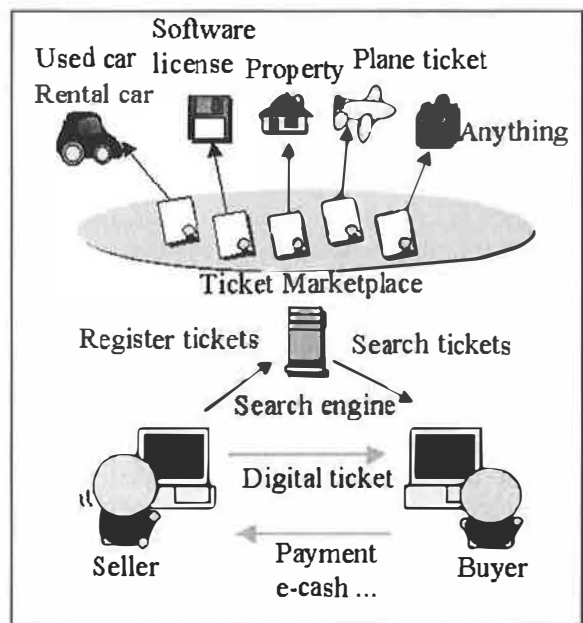 Used car
Rental car
Software
license
Property
Plane ticket
Anything
Ticket Marketplace
Register tickets
Search tickets
Search engine
Digital ticket
Seller
Payment
e-cash ...
Buyer